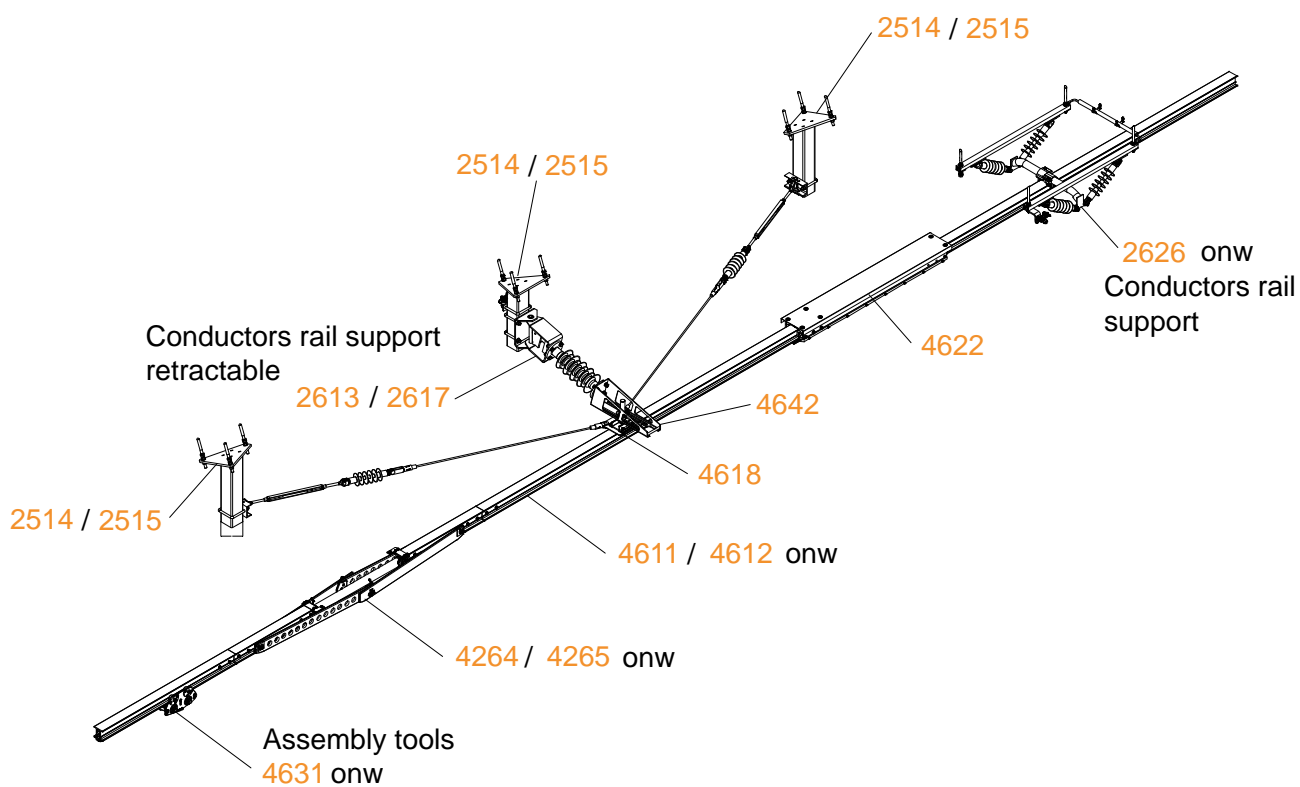 2514 / 2515
2514 / 2515
2626 onw
Conductors rail
support
Conductors rail support
retractable
2613 / 2617
4622
4642
4618
2514 / 2515
4611 / 4612 onw
4264 / 4265 onw
Assembly tools
4631 onw